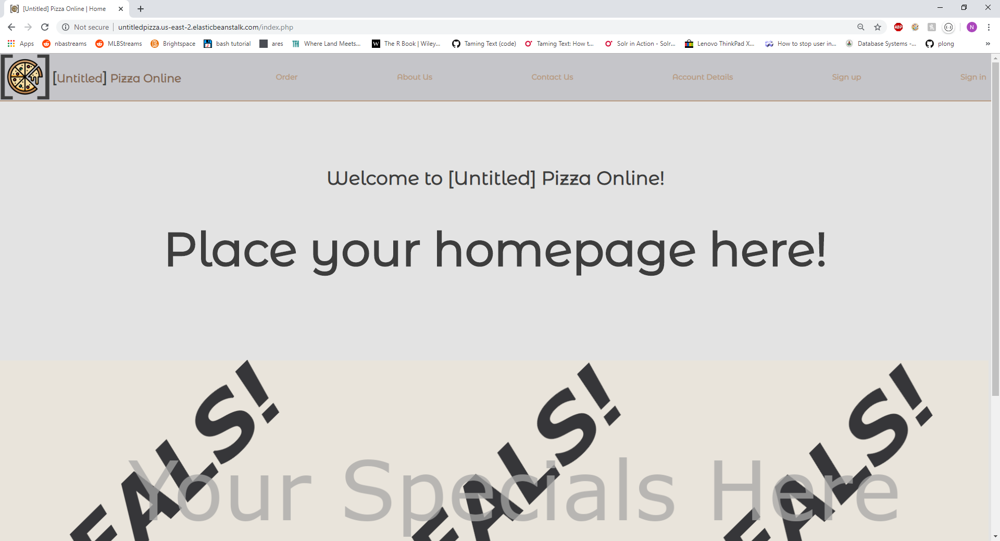 [Untitled] Pizza Online | Home
Not secure untitledpizza.us-east-2.elasticbeanstalk.com/index.php
ABP
N
Apps nbastreams MLBStreams Brightspace bash tutorial ares Where Land Meets... The R Book | Wiley... Taming Text (code) Taming Text: How t... Solr in Action - Solr... Lenovo ThinkPad X... How to stop user in... Database Systems -... plong
[Untitled] Pizza Online Order About Us Contact Us Account Details Sign up Sign in
Welcome to [Untitled] Pizza Online!
Place your homepage here!
EALS! EALS! EALS!
Your Specials Here